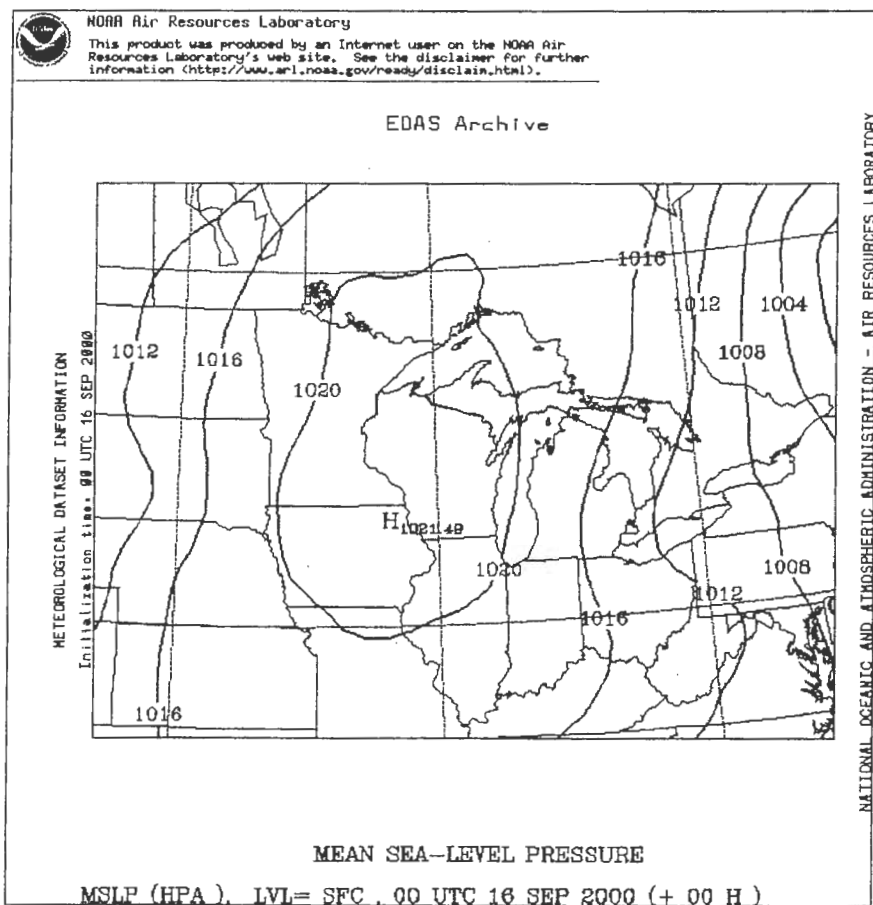 NOAA Air Resources Laboratory
This product was produced by an Internet user on the NOAA Air
Resources Laboratory's web site. See the disclaimer for further
information (http://www.arl.noaa.gov/ready/disclaim.html).
EDAS Archive
NATIONAL OCEANIC AND ATMOSPHERIC ADMINISTRATION - AIR RESOURCES LABORATORY
METEOROLOGICAL DATASET INFORMATION
Initialization time: 00 UTC 16 SEP 2000
1016
1012
1004
1012
1016
1008
1020
H 1021.49
1020
1008
1012
1016
1016
MEAN SEA-LEVEL PRESSURE
MSLP (HPA), LVL= SFC , 00 UTC 16 SEP 2000 (+ 00 H )